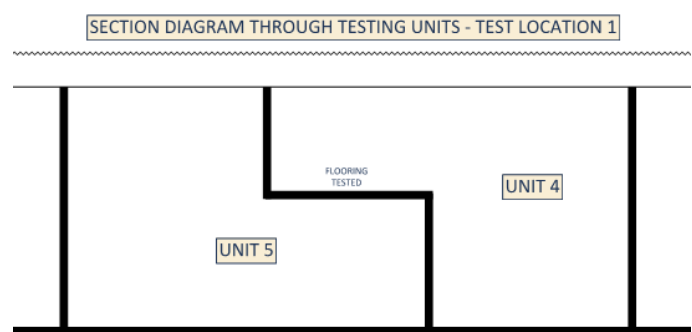 SECTION DIAGRAM THROUGH TESTING UNITS - TEST LOCATION 1
FLOORING
TESTED
UNIT 4
UNIT 5